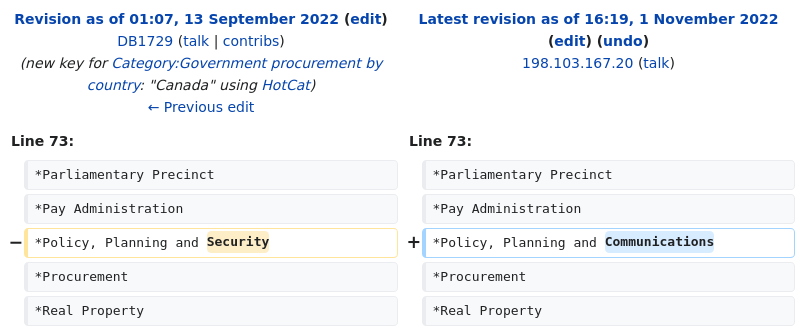 Revision as of 01:07, 13 September 2022 (edit)
DB1729 (talk | contribs)
(new key for Category:Government procurement by
country: "Canada" using HotCat)
← Previous edit
Latest revision as of 16:19, 1 November 2022
(edit) (undo)
198.103.167.20 (talk)
Line 73:
*Parliamentary Precinct
*Pay Administration
− *Policy, Planning and Security
*Procurement
*Real Property
Line 73:
*Parliamentary Precinct
*Pay Administration
+ *Policy, Planning and Communications
*Procurement
*Real Property